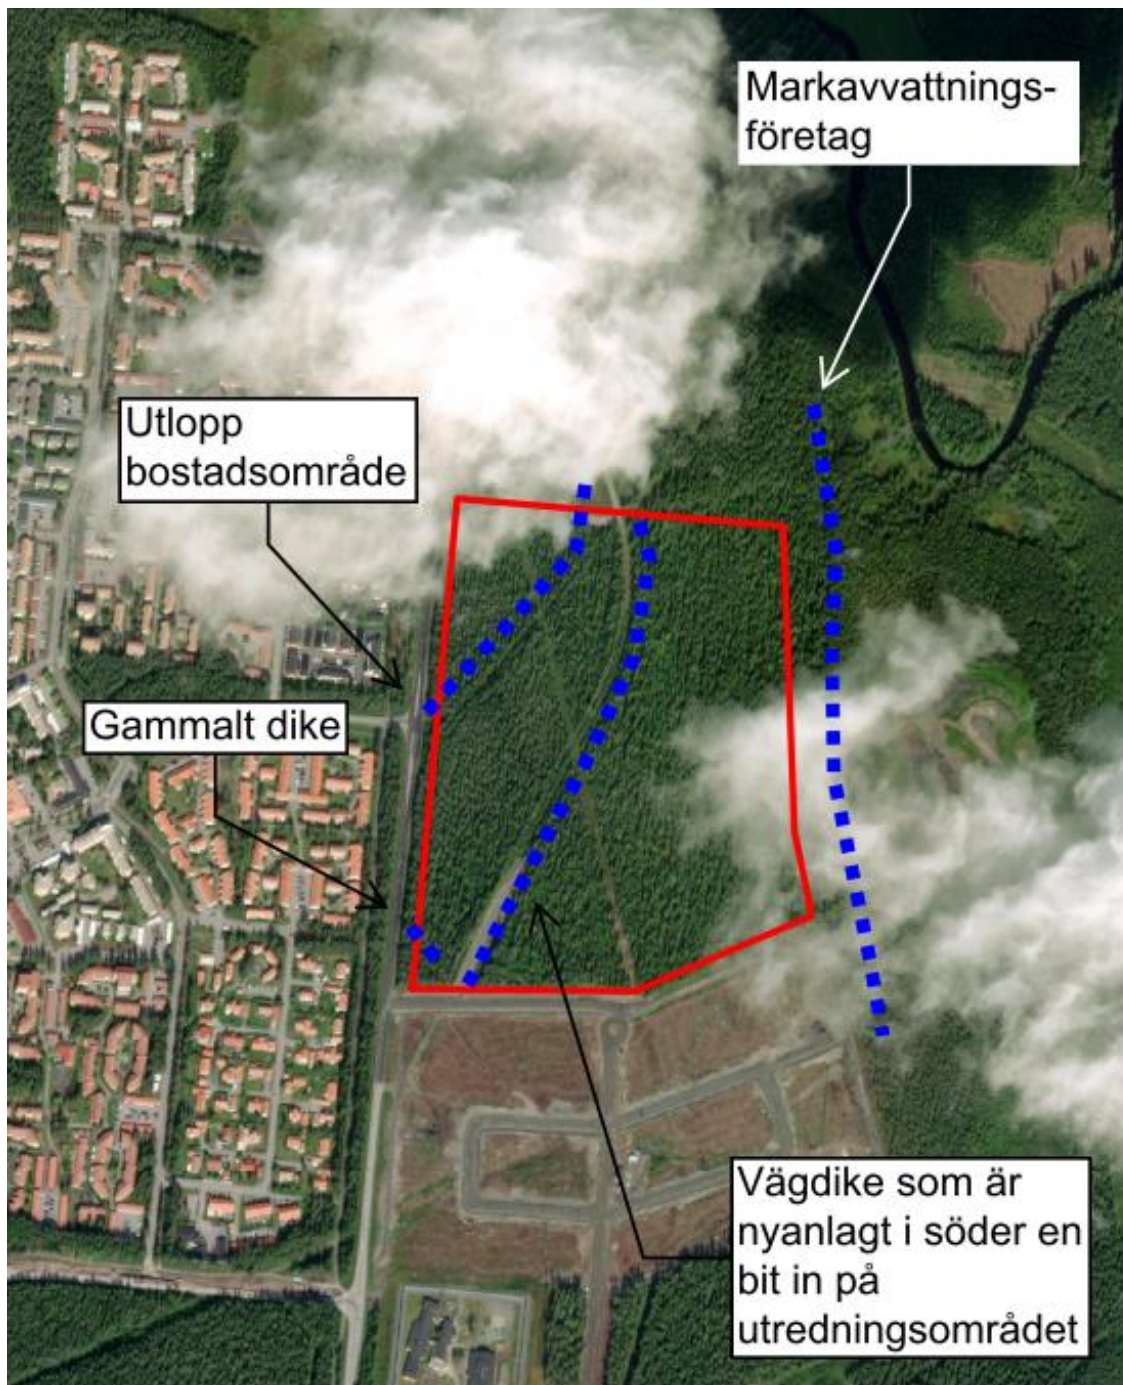 Markavvattnings-
företag
Utlopp
bostadsområde
Gammalt dike
Vägdike som är
nyanlagt i söder en
bit in på
utredningsområdet